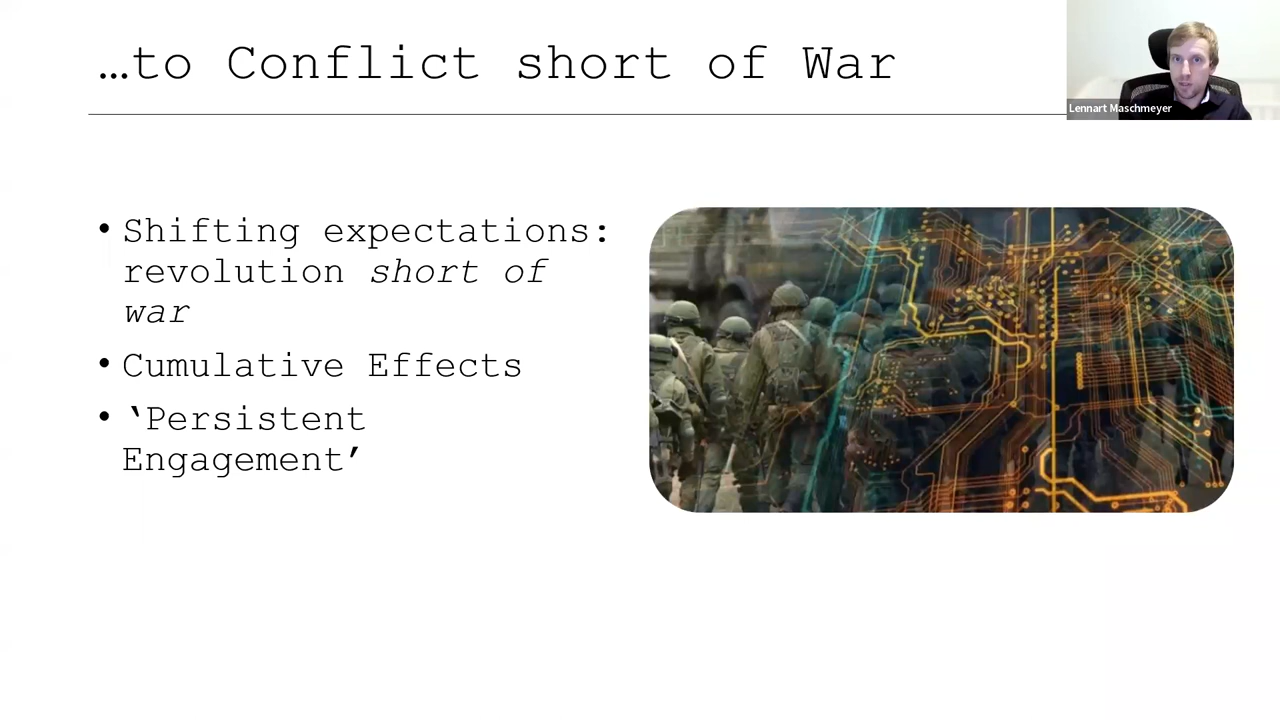 …to Conflict short of War
Lennart Maschmeyer
• Shifting expectations:
revolution short of
war
• Cumulative Effects
• ‘Persistent
Engagement’